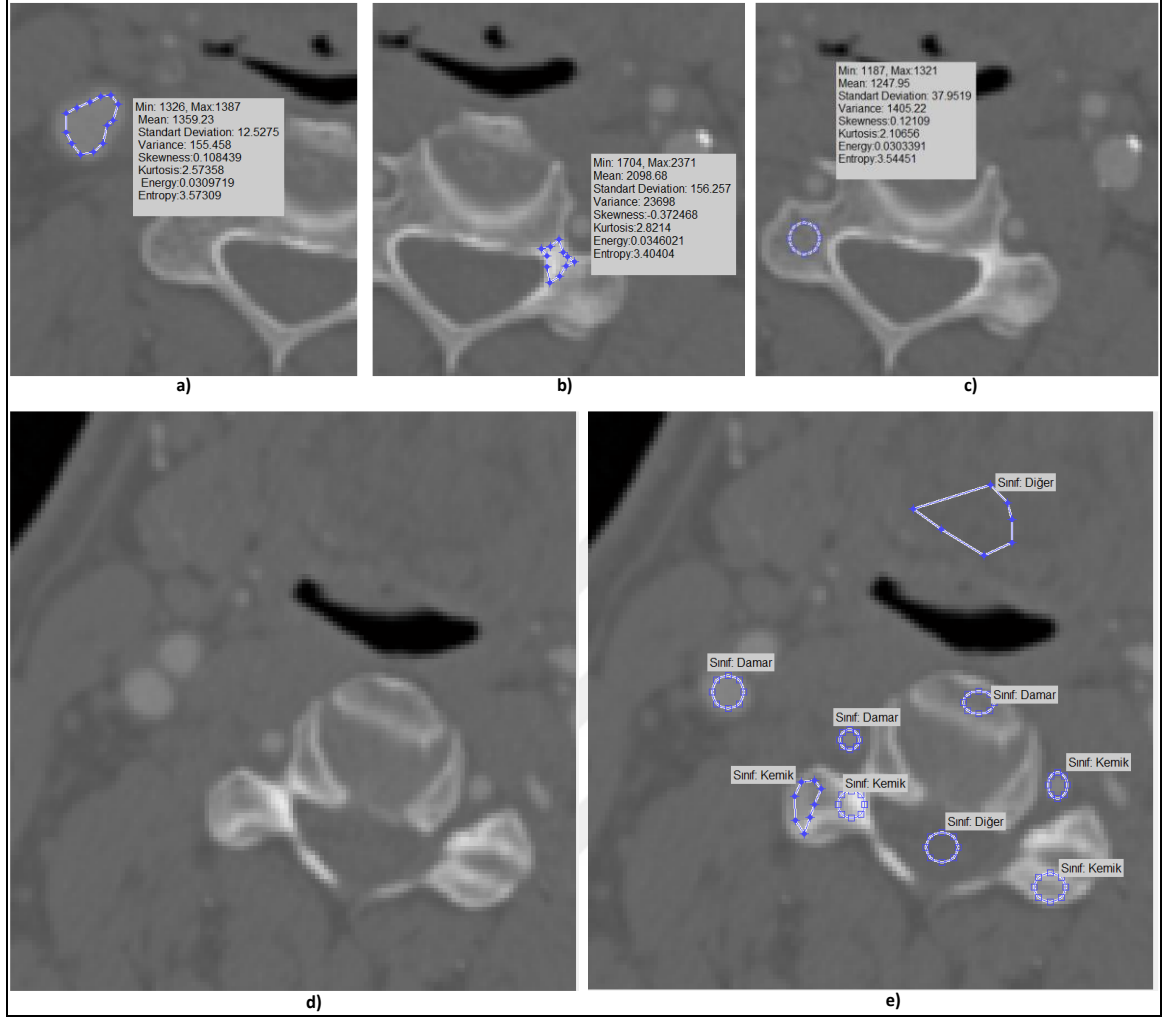 Min: 1326, Max:1387
Mean: 1359.23
Standart Deviation: 12.5275
Variance: 155.458
Skewness:0.108439
Kurtosis:2.57358
Energy:0.0309719
Entropy:3.57309
a)
Min: 1704, Max:2371
Mean: 2098.68
Standart Deviation: 156.257
Variance: 23698
Skewness:-0.372468
Kurtosis:2.8214
Energy:0.0346021
Entropy:3.40404
b)
Min: 1187, Max:1321
Mean: 1247.95
Standart Deviation: 37.9519
Variance: 1405.22
Skewness:0.12109
Kurtosis:2.10656
Energy:0.0303391
Entropy:3.54451
c)
d)
Sınıf: Diğer
Sınıf: Damar
Sınıf: Damar
Sınıf: Damar
Sınıf: Kemik
Sınıf: Kemik
Sınıf: Kemik
Sınıf: Diğer
Sınıf: Kemik
e)